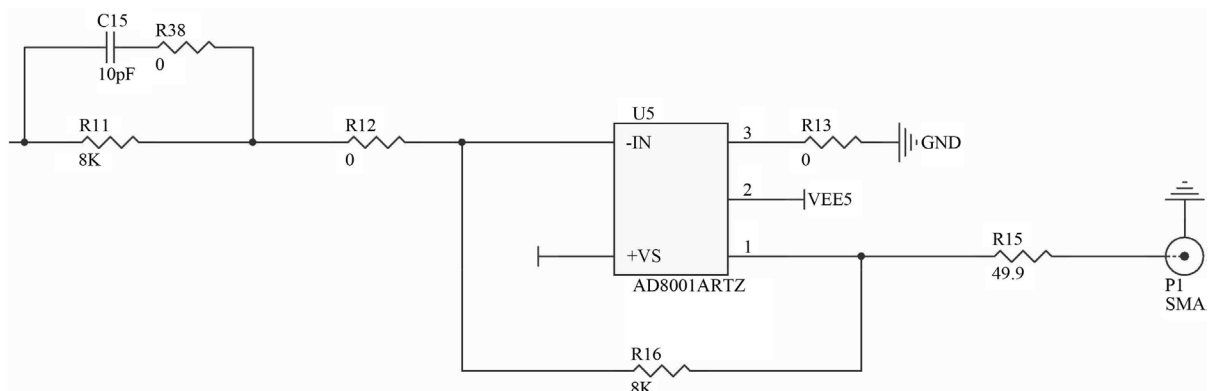 C15
R38
10pF
0
R11
8K
R12
0
U5
-IN
+VS
AD8001ARTZ
3
2
1
R13
0
GND
VEE5
R15
49.9
P1
SMA
R16
8K